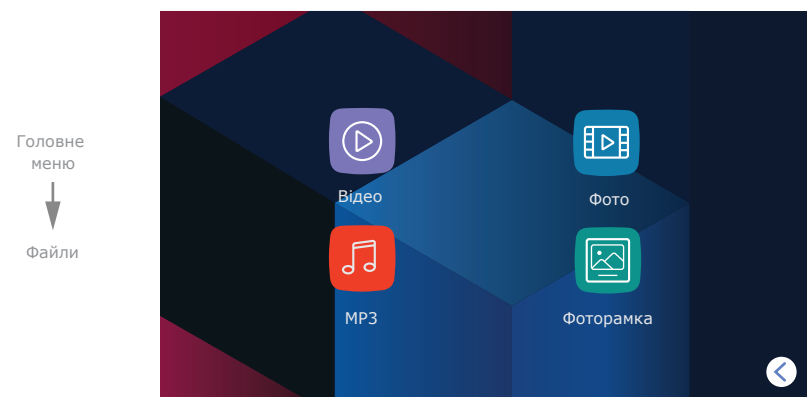 Головне
меню
Файли
Відео
Фото
MP3
Фоторамка